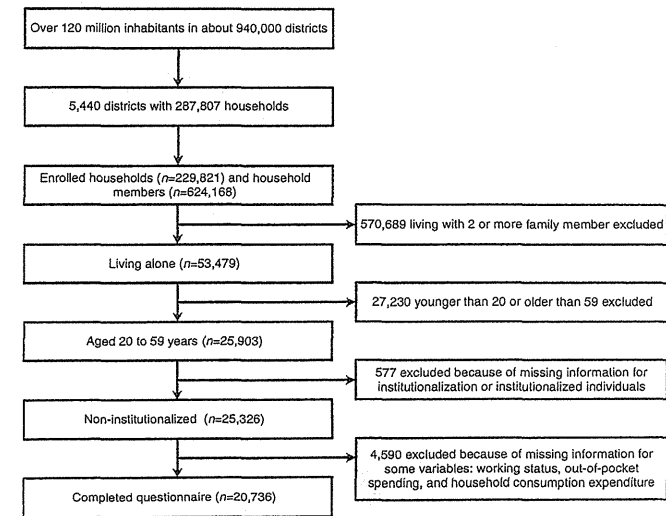 Over 120 million inhabitants in about 940,000 districts
5,440 districts with 287,807 households
Enrolled households (n=229,821) and household
members (n=624,168)
570,689 living with 2 or more family member excluded
Living alone (n=53,479)
27,230 younger than 20 or older than 59 excluded
Aged 20 to 59 years (n=25,903)
577 excluded because of missing information for
institutionalization or institutionalized individuals
Non-institutionalized (n=25,326)
4,590 excluded because of missing information for
some variables: working status, out-of-pocket
spending, and household consumption expenditure
Completed questionnaire (n=20,736)